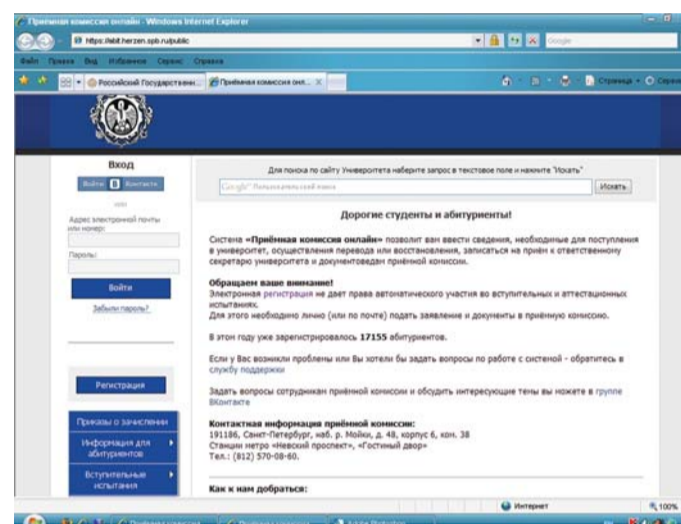 Приёмная комиссия онлайн - Windows Internet Explorer
https://abit.herzen.spb.ru/public
Google
Файл Правка Вид Избранное Сервис Справка
Российский Государственн... Приёмная комиссия онл... X
Страница
Вход
Войти В Контакте
или
Адрес электронной почты
или номер:
Пароль:
Войти
Забыли пароль?
Регистрация
Приказы о зачислении
Информация для
абитуриентов
Вступительные
испытания
Для поиска по сайту Университета наберите запрос в текстовое поле и нажмите "Искать"
Google™ Пользовательский поиск
Искать
Дорогие студенты и абитуриенты!
Система «Приёмная комиссия онлайн» позволит вам ввести сведения, необходимые для поступления
в университет, осуществления перевода или восстановления, записаться на приём к ответственному
секретарю университета и документоведам приёмной комиссии.
Обращаем ваше внимание!
Электронная регистрация не дает права автоматического участия во вступительных и аттестационных
испытаниях.
Для этого необходимо лично (или по почте) подать заявление и документы в приёмную комиссию.
В этом году уже зарегистрировалось 17155 абитуриентов.
Если у Вас возникли проблемы или Вы хотели бы задать вопросы по работе с системой - обратитесь в
службу поддержки
Задать вопросы сотрудникам приёмной комиссии и обсудить интересующие темы вы можете в группе
ВКонтакте
Контактная информация приёмной комиссии:
191186, Санкт-Петербург, наб. р. Мойки, д. 48, корпус 6, ком. 38
Станции метро «Невский проспект», «Гостиный двор»
Тел.: (812) 570-08-60.
Как к нам добраться:
Интернет
100%